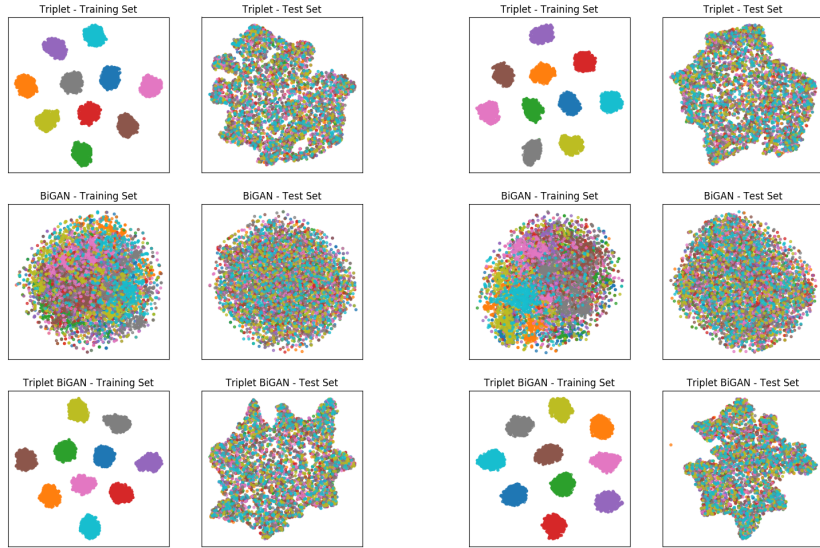 Triplet - Training Set
Triplet - Test Set
Triplet - Training Set
Triplet - Test Set
BiGAN - Training Set
BiGAN - Test Set
BiGAN - Training Set
BiGAN - Test Set
Triplet BiGAN - Training Set
Triplet BiGAN - Test Set
Triplet BiGAN - Training Set
Triplet BiGAN - Test Set